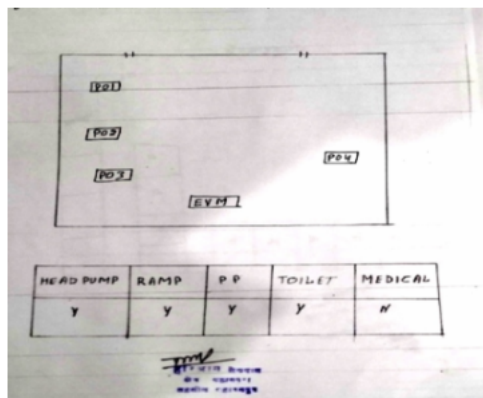 PO1
PO2
PO3
PO4
EVM
HEAD PUMP RAMP PP TOILET MEDICAL
Y Y Y Y N